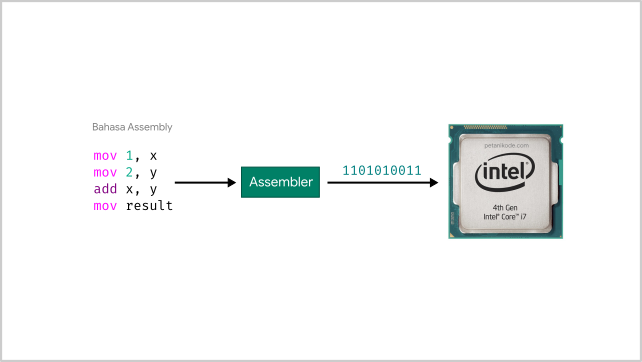 Bahasa Assembly
mov 1, x
mov 2, y
add x, y
mov result
Assembler
1101010011
petanikode.com
intel®
4th Gen
Intel® Core™ i7